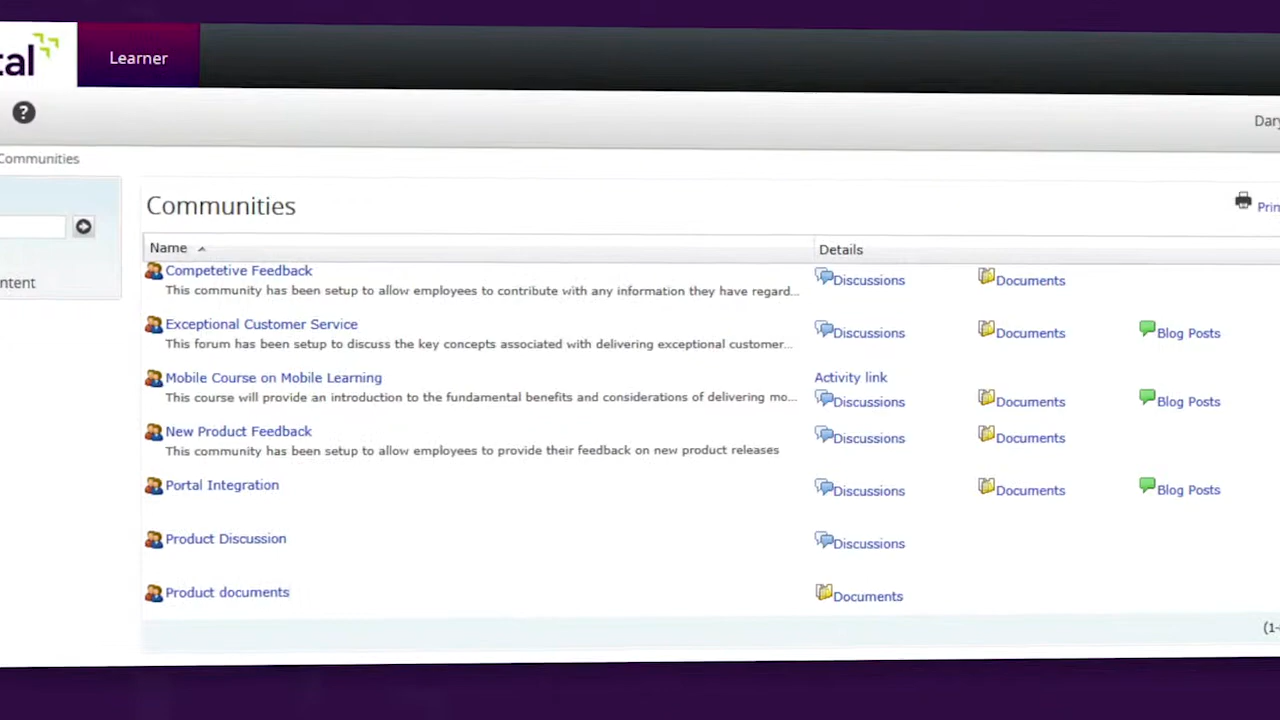 tal
Learner
?
Dary
Communities
Communities
Prin
ntent
Name
Details
Competetive Feedback
This community has been setup to allow employees to contribute with any information they have regard...
Discussions
Documents
Exceptional Customer Service
This forum has been setup to discuss the key concepts associated with delivering exceptional customer...
Discussions
Documents
Blog Posts
Mobile Course on Mobile Learning
This course will provide an introduction to the fundamental benefits and considerations of delivering mo...
Activity link
Discussions
Documents
Blog Posts
New Product Feedback
This community has been setup to allow employees to provide their feedback on new product releases
Discussions
Documents
Portal Integration
Discussions
Documents
Blog Posts
Product Discussion
Discussions
Product documents
Documents
(1-